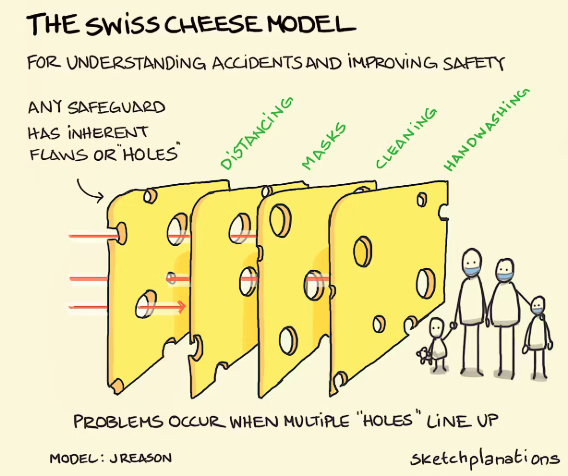 THE SWISS CHEESE MODEL
FOR UNDERSTANDING ACCIDENTS AND IMPROVING SAFETY
ANY SAFEGUARD
HAS INHERENT
FLAWS OR "HOLES"
DISTANCING
MASKS
CLEANING
HANDWASHING
PROBLEMS OCCUR WHEN MULTIPLE "HOLES" LINE UP
MODEL: J REASON
sketchplanations